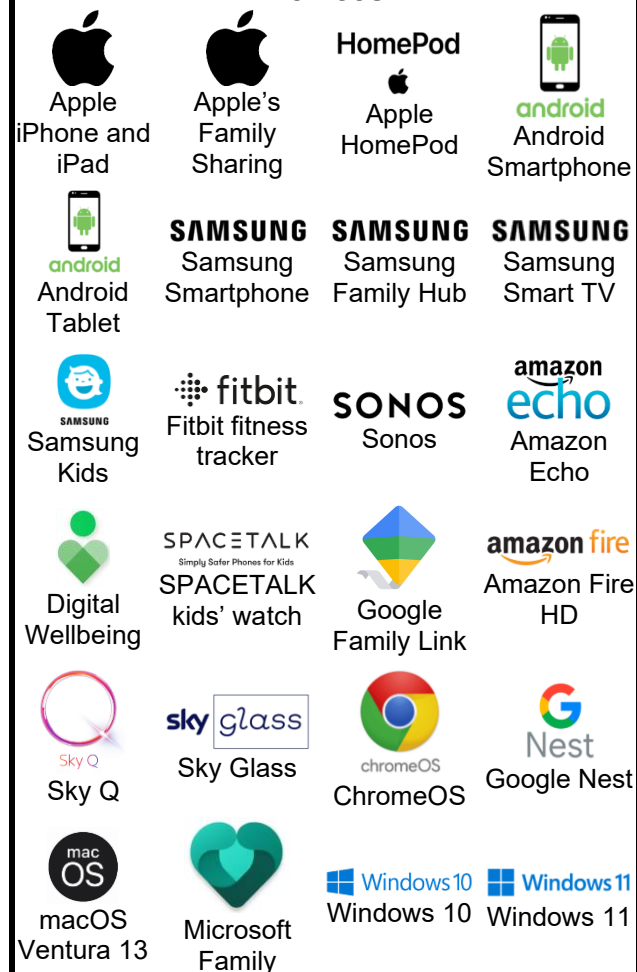 HomePod
Apple
iPhone and
iPad
Apple's
Family
Sharing
Apple
HomePod
android
Android
Smartphone
android
Android
Tablet
SAMSUNG
Samsung
Smartphone
SAMSUNG
Samsung
Family Hub
SAMSUNG
Samsung
Smart TV
SAMSUNG
Samsung
Kids
fitbit
Fitbit fitness
tracker
SONOS
Sonos
amazon
echo
Amazon
Echo
Digital
Wellbeing
SPACETALK
Simply Safer Phones for Kids
SPACETALK
kids' watch
Google
Family Link
amazon fire
Amazon Fire
HD
Sky Q
Sky Q
sky glass
Sky Glass
chromeOS
ChromeOS
G
Nest
Google Nest
mac
OS
macOS
Ventura 13
Microsoft
Family
Windows 10
Windows 10
Windows 11
Windows 11